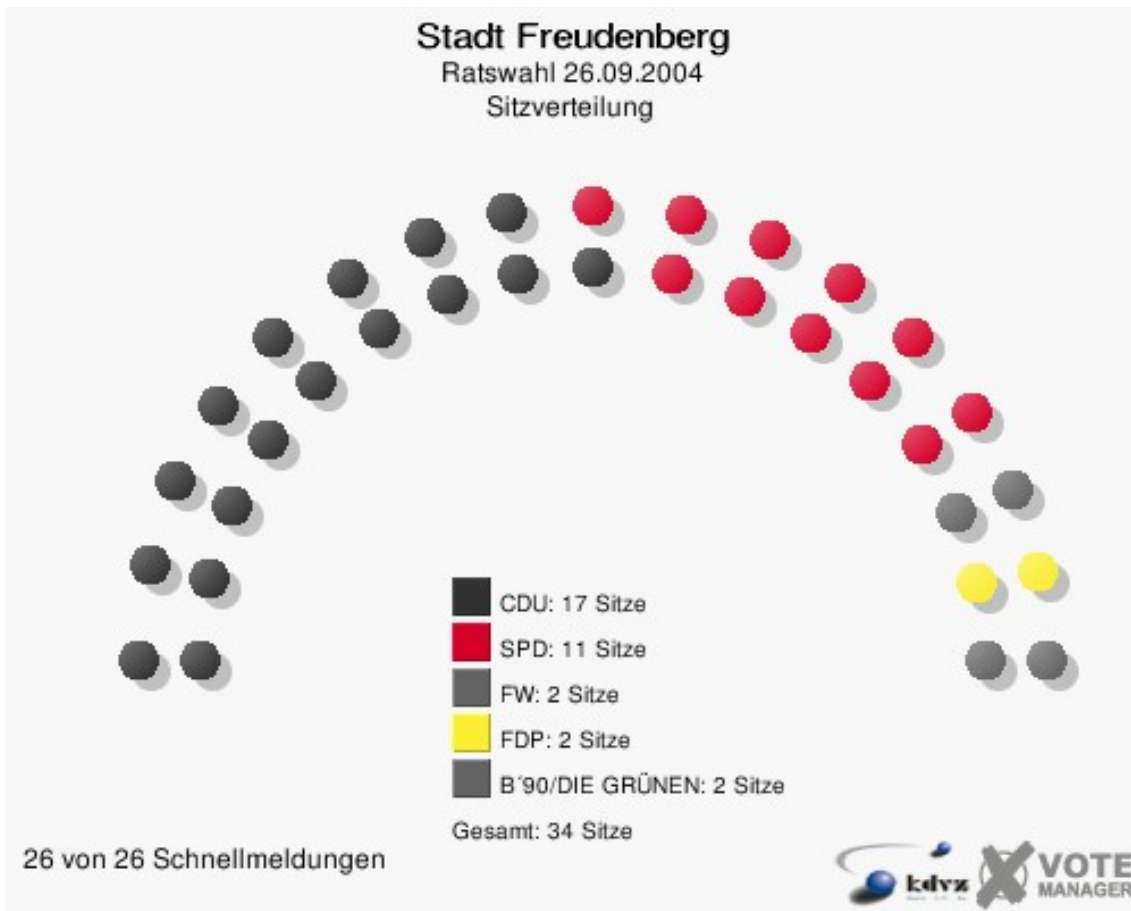 Stadt Freudenberg
Ratswahl 26.09.2004
Sitzverteilung
CDU: 17 Sitze
SPD: 11 Sitze
FW: 2 Sitze
FDP: 2 Sitze
B´90/DIE GRÜNEN: 2 Sitze
Gesamt: 34 Sitze
26 von 26 Schnellmeldungen
kdvz
VOTE
MANAGER